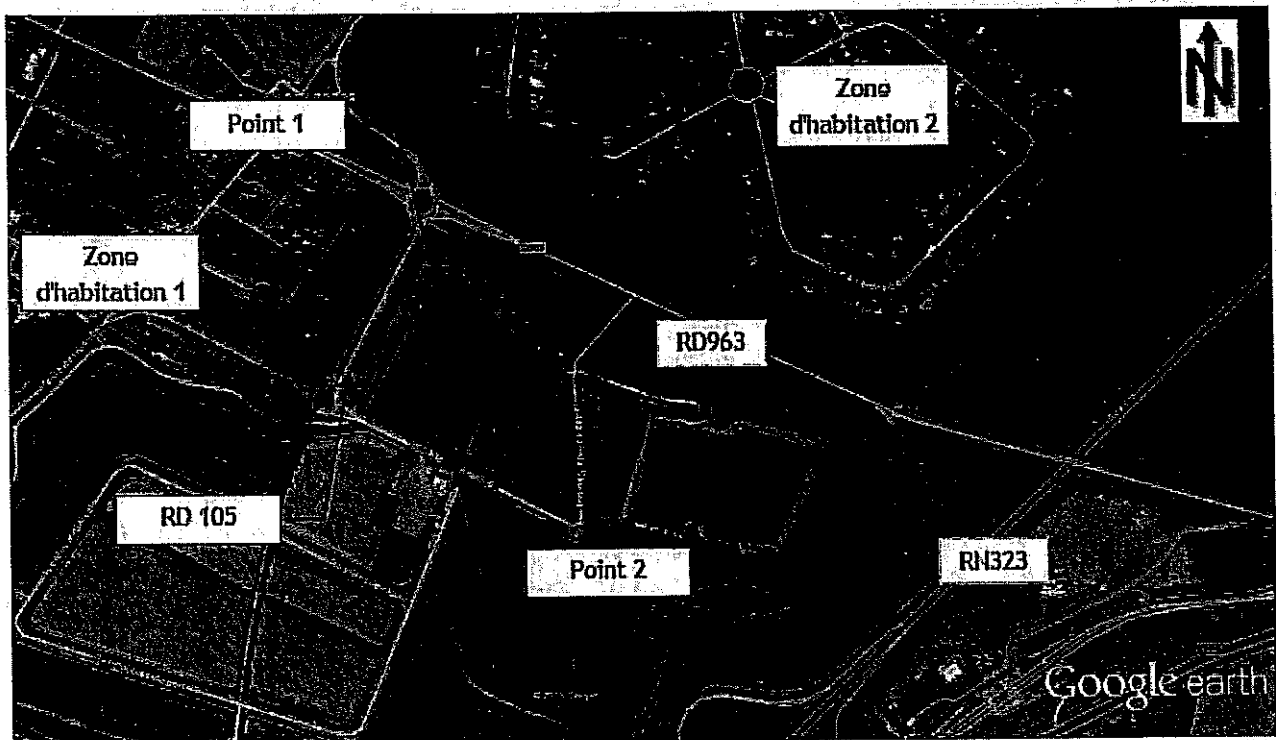 N
Point 1
Zone
d'habitation 2
Zone
d'habitation 1
RD963
RD 105
Point 2
RN323
Google earth